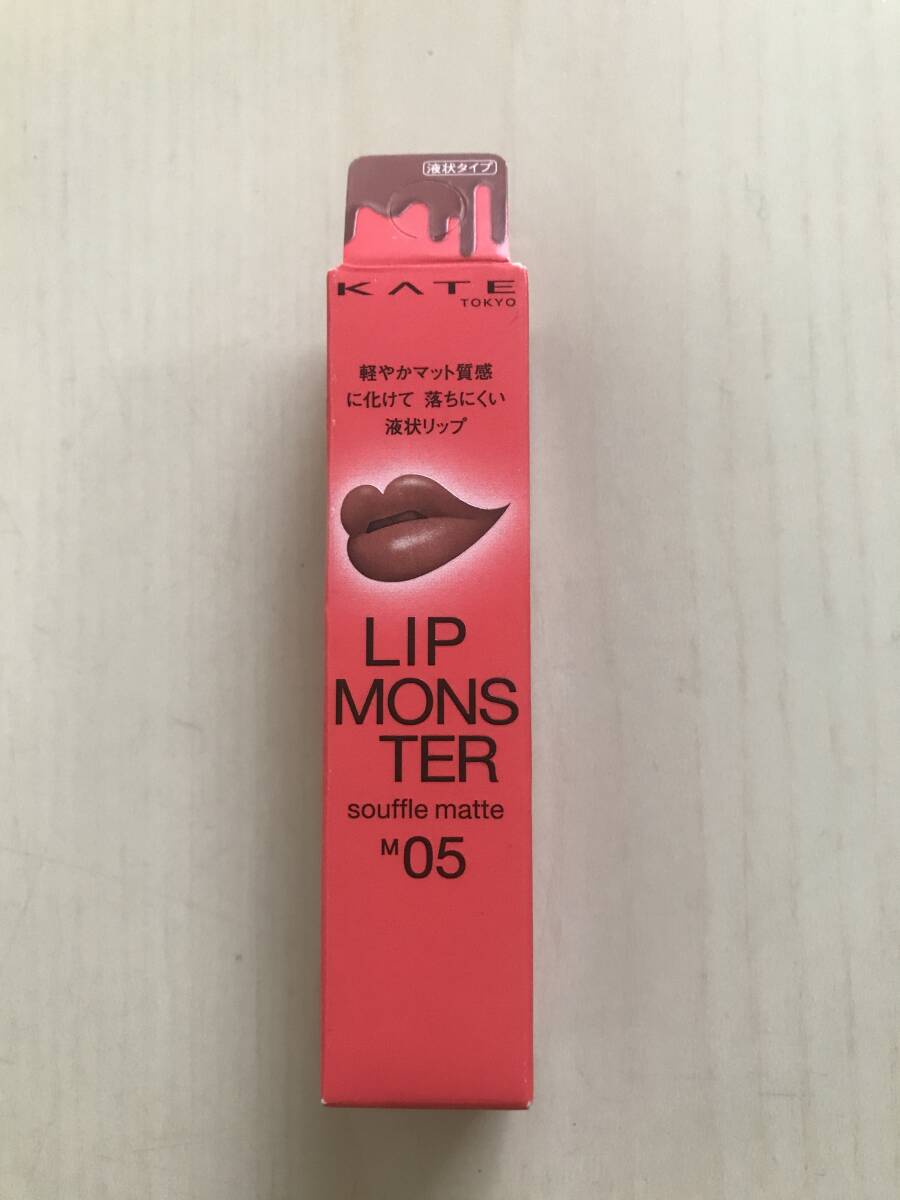 液状タイプ
KATE
TOKYO
軽やかマット質感
に化けて 落ちにくい
液状リップ
LIP
MONS
TER
souffle matte
M05